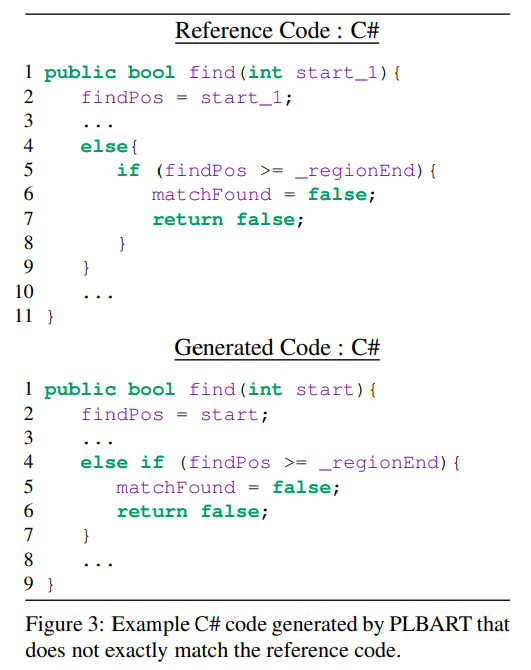 Reference Code : C#
1 public bool find(int start_1){
2 findPos = start_1;
3 ...
4 else{
5 if (findPos >= _regionEnd){
6 matchFound = false;
7 return false;
8 }
9 }
10 ...
11 }
Generated Code : C#
1 public bool find(int start){
2 findPos = start;
3 ...
4 else if (findPos >= _regionEnd){
5 matchFound = false;
6 return false;
7 }
8 ...
9 }
Figure 3: Example C# code generated by PLBART that
does not exactly match the reference code.